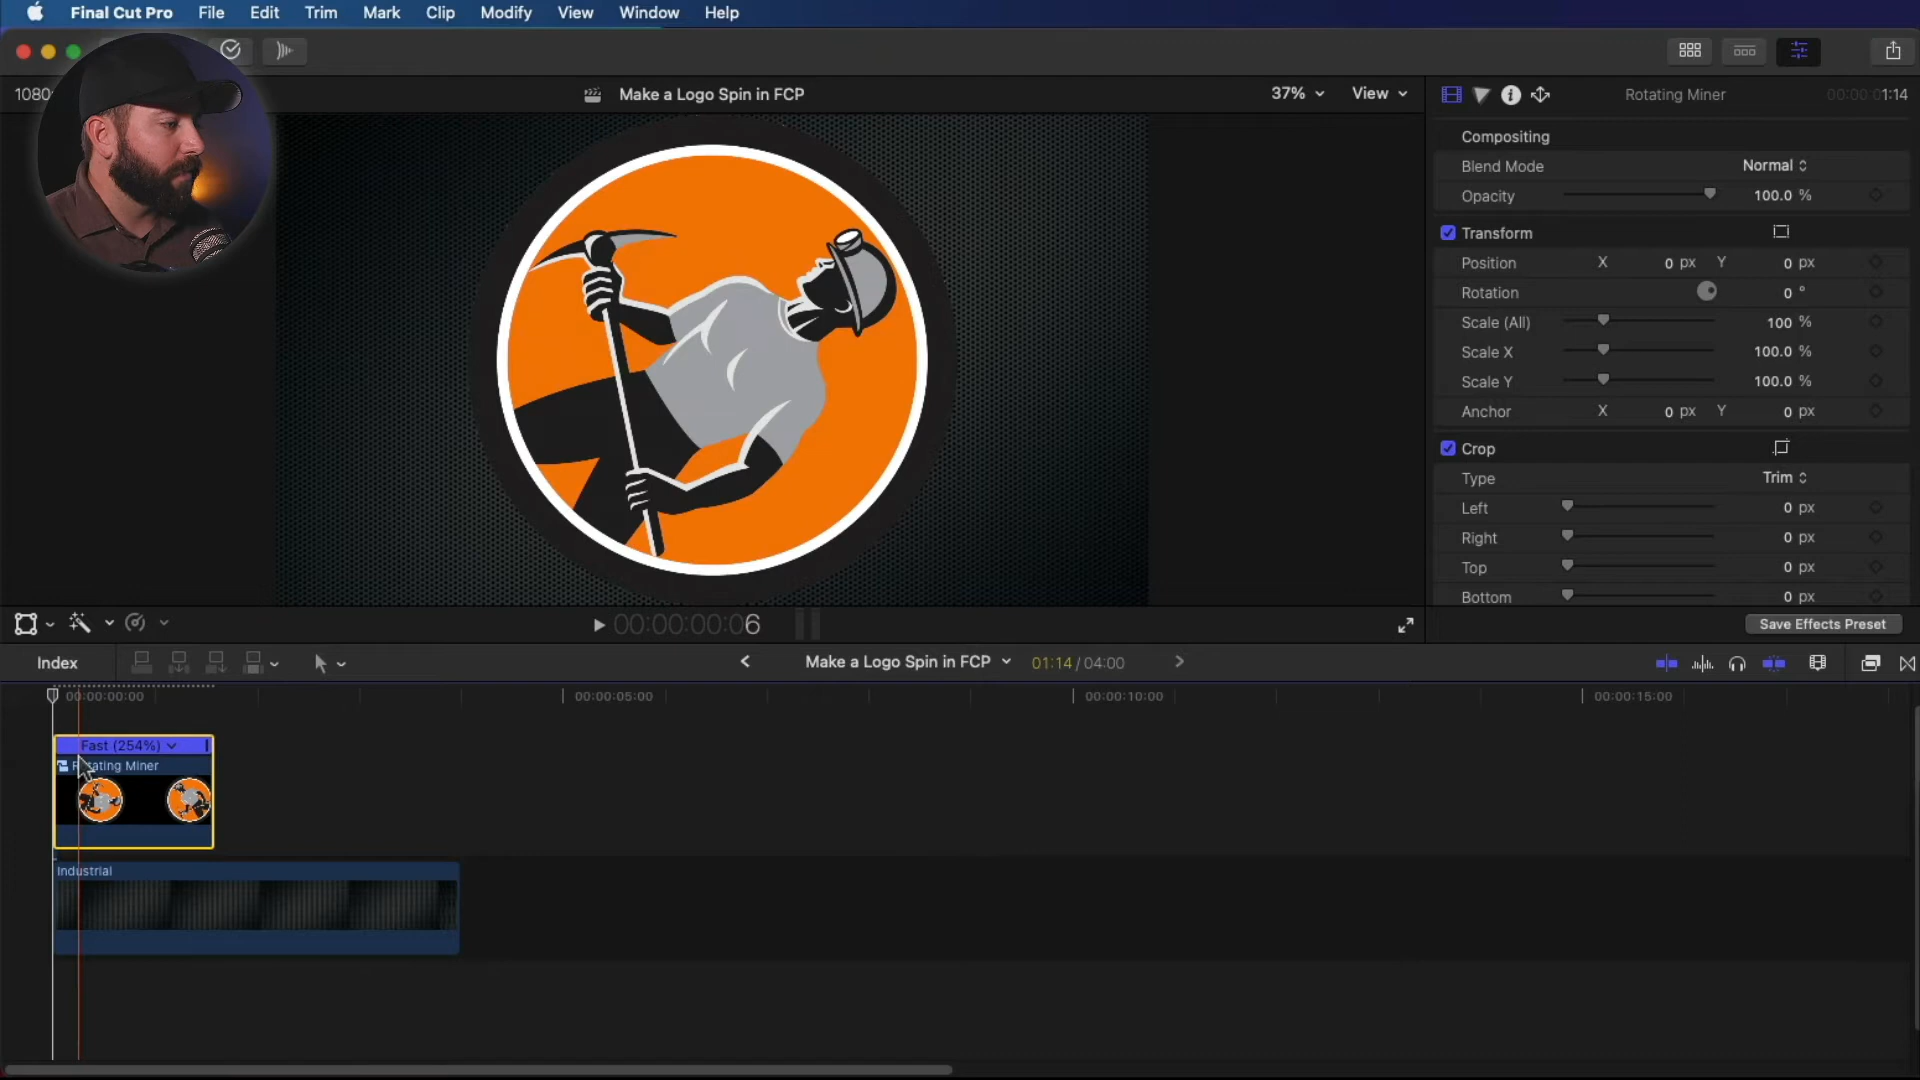 Final Cut Pro File Edit Trim Mark Clip Modify View Window Help
1080
Make a Logo Spin in FCP
37%
View
Rotating Miner
00:00:01:14
Compositing
Blend Mode Normal
Opacity 100.0 %
Transform
Position X 0 px Y 0 px
Rotation 0 °
Scale (All) 100 %
Scale X 100.0 %
Scale Y 100.0 %
Anchor X 0 px Y 0 px
Crop
Type Trim
Left 0 px
Right 0 px
Top 0 px
Bottom 0 px
00:00:00:06
Save Effects Preset
Index
Make a Logo Spin in FCP
01:14 / 04:00
00:00:00:00 00:00:05:00 00:00:10:00 00:00:15:00
Fast (254%)
Rotating Miner
Industrial